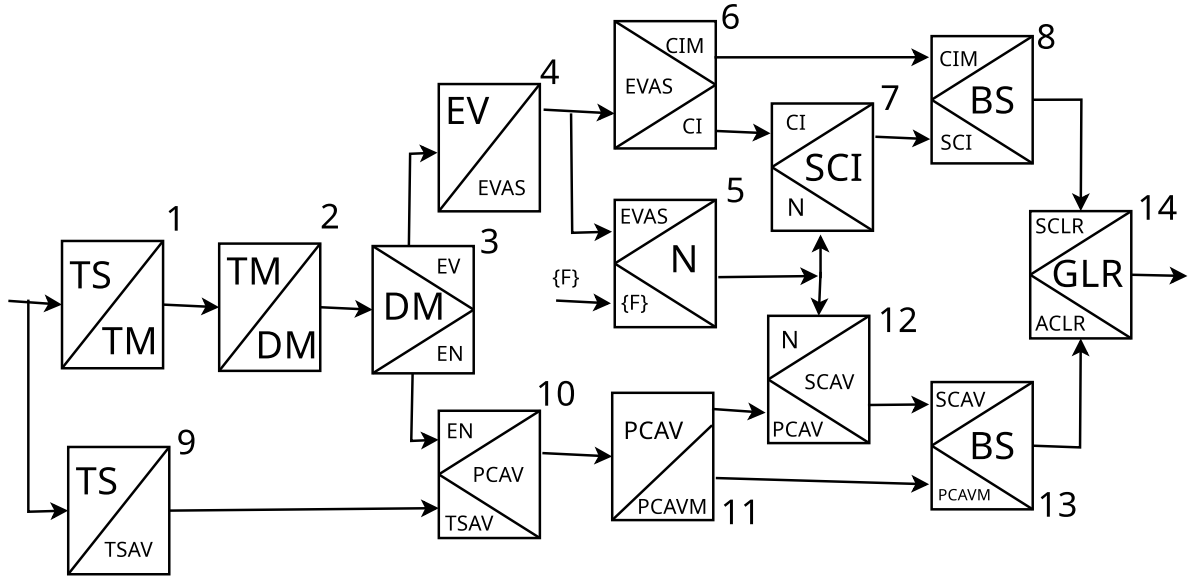 1
TS
TM
2
TM
DM
3
EV
DM
EN
4
EV
EVAS
5
EVAS
N
{F}
{F}
6
CIM
EVAS
CI
7
CI
SCI
N
8
CIM
BS
SCI
9
TS
TSAV
10
EN
PCAV
TSAV
11
PCAV
PCAVM
12
N
SCAV
PCAV
13
SCAV
BS
PCAVM
14
SCLR
GLR
ACLR